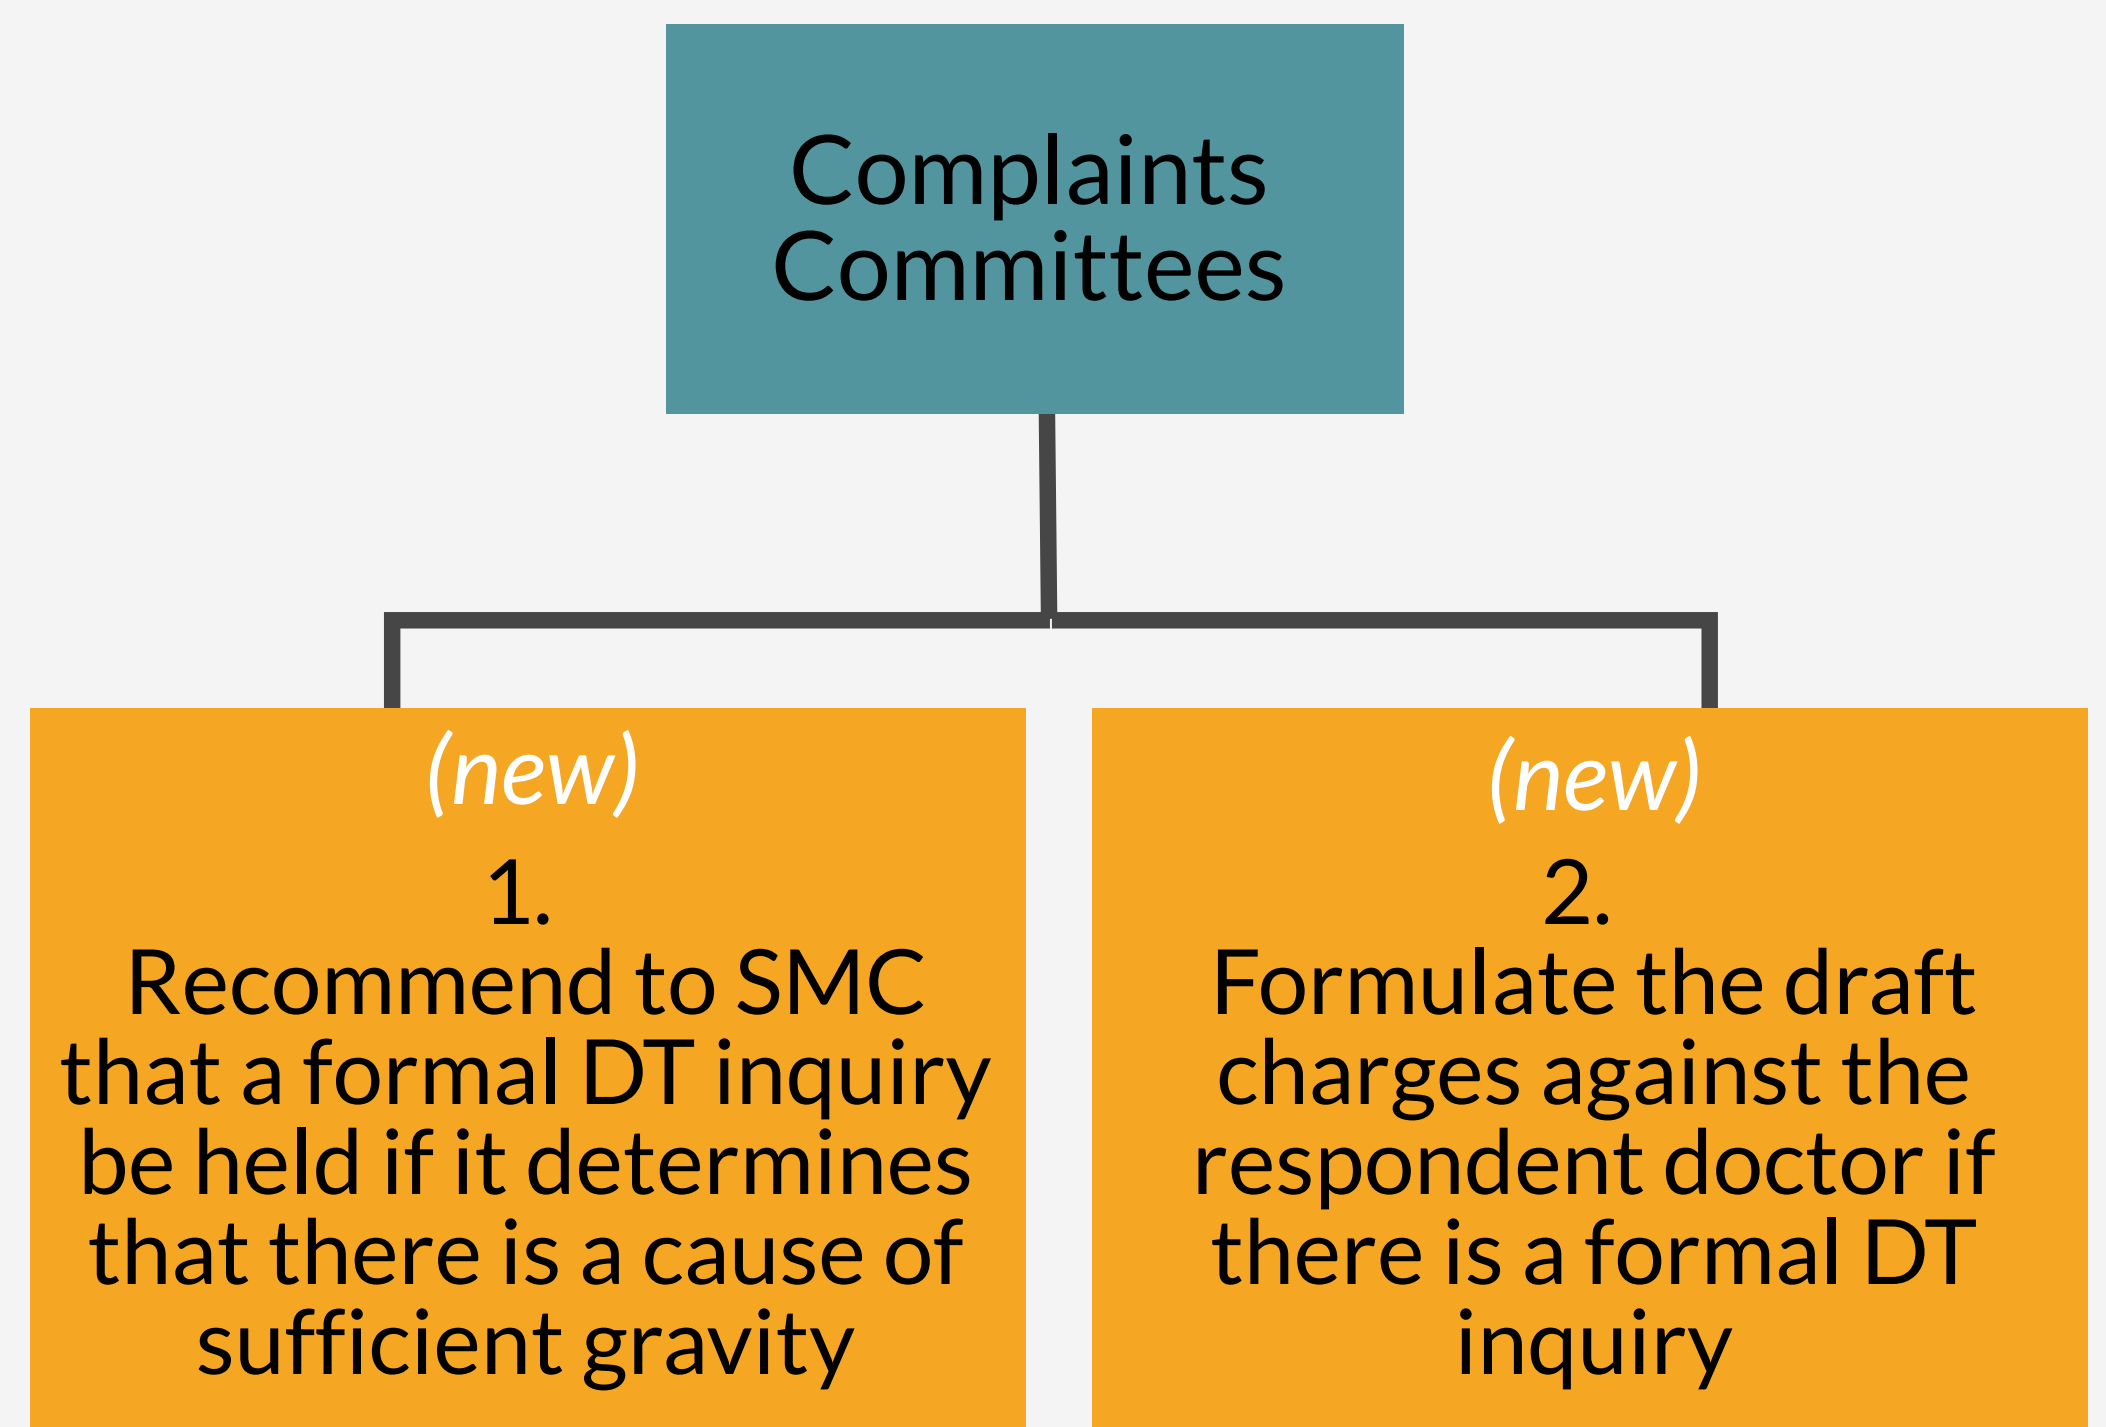 Complaints
Committees
(new)
1.
Recommend to SMC
that a formal DT inquiry
be held if it determines
that there is a cause of
sufficient gravity
(new)
2.
Formulate the draft
charges against the
respondent doctor if
there is a formal DT
inquiry